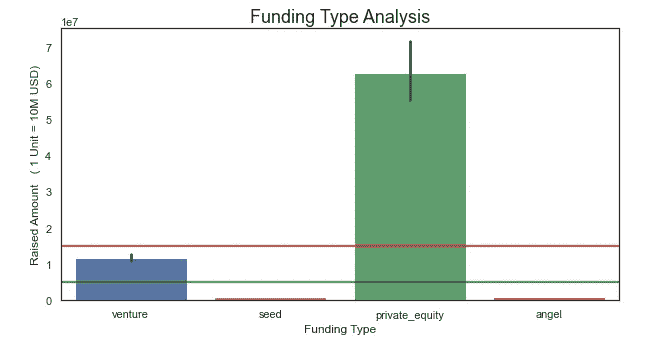 Funding Type Analysis
1e7
7
6
5
4
3
2
1
0
Raised Amount ( 1 Unit = 10M USD)
venture seed private_equity angel
Funding Type